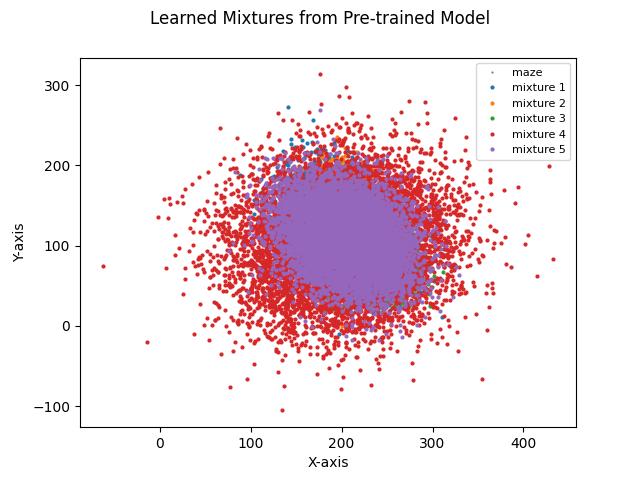 Learned Mixtures from Pre-trained Model
maze
mixture 1
mixture 2
mixture 3
mixture 4
mixture 5
Y-axis
300
200
100
0
−100
0 100 200 300 400
X-axis